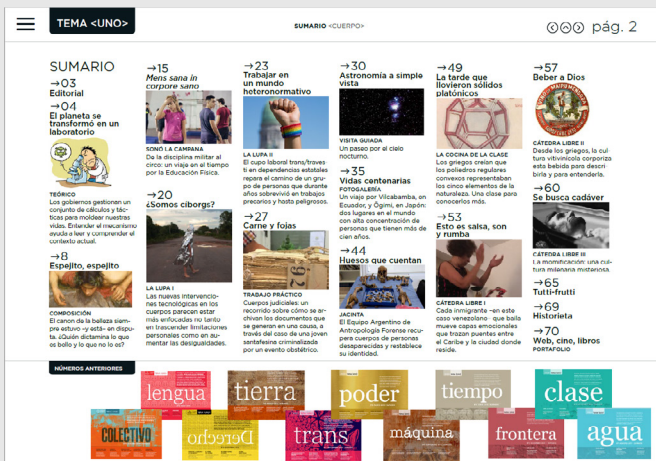 TEMA <UNO>
SUMARIO <CUERPO>
pág. 2
SUMARIO
→03
Editorial
→04
El planeta se
transformó en un
laboratorio
TEÓRICO
Los gobiernos gestionan un
conjunto de cálculos y tác-
ticas para moldear nuestras
vidas. Entender el mecanismo
ayuda a leer y comprender el
contexto actual.
→8
Espejito, espejito
COMPOSICIÓN
El canon de la belleza siem-
pre estuvo -y está- en dispu-
ta. ¿Quién dictamina lo que
es bello y lo que no lo es?
→15
Mens sana in
corpore sano
SONÓ LA CAMPANA
De la disciplina militar al
circo: un viaje en el tiempo
por la Educación Física.
→20
¿Somos ciborgs?
LA LUPA I
Las nuevas intervencio-
nes tecnológicas en los
cuerpos parecen estar
más enfocadas no tanto
en trascender limitaciones
personales como en au-
mentar las desigualdades.
→23
Trabajar en
un mundo
heteronormativo
LA LUPA II
El cupo laboral trans/traves-
ti en dependencias estatales
repara el camino de un gru-
po de personas que durante
años sobrevivió en trabajos
precarios y hasta peligrosos.
→27
Carne y fojas
TRABAJO PRÁCTICO
Cuerpos judiciales: un
recorrido sobre cómo se ar-
chivan los documentos que
se generan en una causa, a
través del caso de una joven
santafesina criminalizada
por un evento obstétrico.
→30
Astronomía a simple
vista
VISITA GUIADA
Un paseo por el cielo
nocturno.
→35
Vidas centenarias
FOTOGALERÍA
Un viaje por Vilcabamba, en
Ecuador, y Ōgimi, en Japón:
dos lugares en el mundo
con alta concentración de
personas que tienen más de
cien años.
→44
Huesos que cuentan
JACINTA
El Equipo Argentino de
Antropología Forense recu-
pera cuerpos de personas
desaparecidas y restablece
su identidad.
→49
La tarde que
llovieron sólidos
platónicos
LA COCINA DE LA CLASE
Los griegos creían que
los poliedros regulares
convexos representaban
los cinco elementos de la
naturaleza. Una clase para
conocerlos más.
→53
Esto es salsa, son
y rumba
CÁTEDRA LIBRE I
Cada inmigrante -en este
caso venezolano- que baila
mueve capas emocionales
que trozan puentes entre
el Caribe y la ciudad donde
reside.
→57
Beber a Dios
CÁTEDRA LIBRE II
Desde los griegos, la cul-
tura vitivinícola corporiza
esta bebida para descri-
birla y para entenderla.
→60
Se busca cadáver
CÁTEDRA LIBRE III
La momificación: una cul-
tura milenaria misteriosa.
→65
Tutti-frutti
→69
Historieta
→70
Web, cine, libros
PORTAFOLIO
NÚMEROS ANTERIORES
lengua
tierra
poder
tiempo
clase
COLECTIVO
Derecho
trans
máquina
frontera
agua